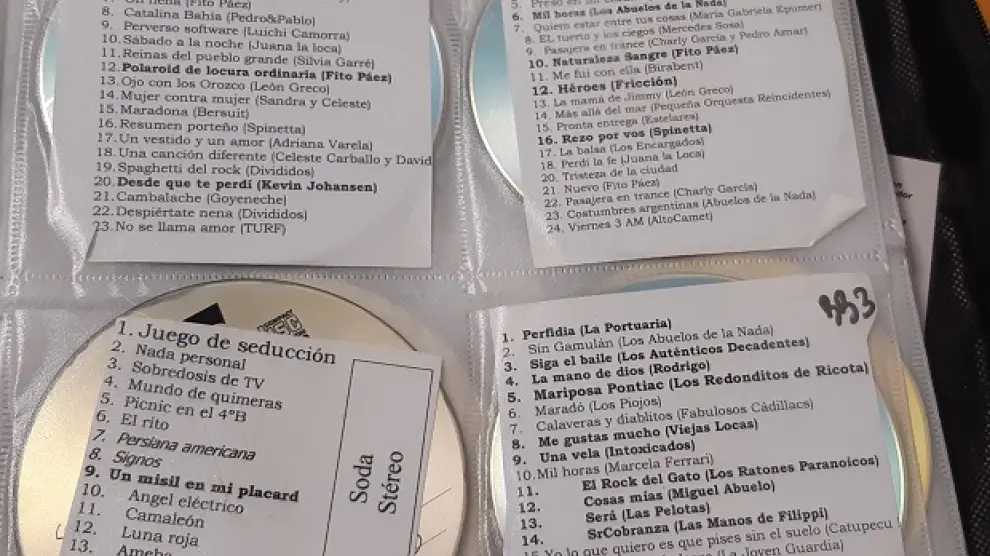 (Fito Páez)
8. Catalina Bahía (Pedro&Pablo)
9. Perverso software (Luichi Camorra)
10. Sábado a la noche (Juana la loca)
11. Reinas del pueblo grande (Silvia Garré)
12. Polaroid de locura ordinaria (Fito Páez)
13. Ojo con los Orozco (León Greco)
14. Mujer contra mujer (Sandra y Celeste)
15. Maradona (Bersuit)
16. Resumen porteño (Spinetta)
17. Un vestido y un amor (Adriana Varela)
18. Una canción diferente (Celeste Carballo y David
19. Spaghetti del rock (Divididos)
20. Desde que te perdí (Kevin Johansen)
21. Cambalache (Goyeneche)
22. Despiértate nena (Divididos)
23. No se llama amor (TURF)
5. Preso en mi
6. Mil horas (Los Abuelos de la Nada)
7. Quiero estar entre tus cosas (María Gabriela Epumer)
8. EL tuerto y los ciegos (Mercedes Sosa)
9. Pasajera en trance (Charly García y Pedro Aznar)
10. Naturaleza Sangre (Fito Páez)
11. Me fui con ella (Birabent)
12. Héroes (Fricción)
13. La mamá de Jimmy (León Greco)
14. Más allá del mar (Pequeña Orquesta Reincidentes)
15. Pronta entrega (Estelares)
16. Rezo por vos (Spinetta)
17. La balsa (Los Encargados)
18. Perdí la fe (Juana la Loca)
20. Tristeza de la ciudad
21. Nuevo (Fito Páez)
22. Pasajera en trance (Charly García)
23. Costumbres argentinas (Abuelos de la Nada)
24. Viernes 3 AM (AltoCamet)
1. Juego de seducción
2. Nada personal
3. Sobredosis de TV
4. Mundo de quimeras
5. Picnic en el 4ºB
6. El rito
7. Persiana americana
8. Signos
9. Un misil en mi placard
10. Angel eléctrico
11. Camaleón
12. Luna roja
13. Ameba
Soda
Stéreo
COMPACT
1. Perfidia (La Portuaria)
2. Sin Gamulán (Los Abuelos de la Nada)
3. Siga el baile (Los Auténticos Decadentes)
4. La mano de dios (Rodrigo)
5. Mariposa Pontiac (Los Redonditos de Ricota)
6. Maradó (Los Piojos)
7. Calaveras y diablitos (Fabulosos Cádillacs)
8. Me gustas mucho (Viejas Locas)
9. Una vela (Intoxicados)
10. Mil horas (Marcela Ferrari)
11. El Rock del Gato (Los Ratones Paranoicos)
12. Cosas mías (Miguel Abuelo)
13. Será (Las Pelotas)
14. SrCobranza (Las Manos de Filippi)
15. Yo lo que quiero es que pises sin el suelo (Catupecu
(La Joven Guardia)